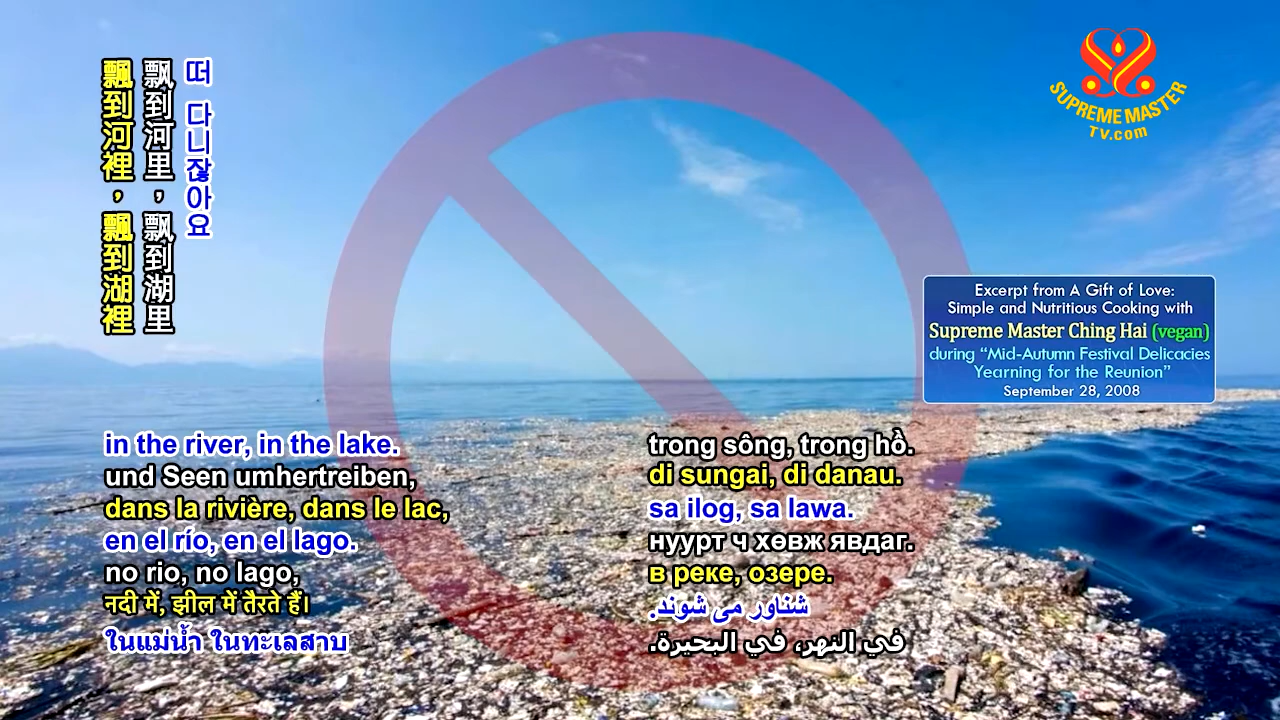 떠 다니잖아요
飘到河里，飘到湖里
飄到河裡，飄到湖裡
SUPREME MASTER
TV.com
Excerpt from A Gift of Love:
Simple and Nutritious Cooking with
Supreme Master Ching Hai (vegan)
during “Mid-Autumn Festival Delicacies
Yearning for the Reunion”
September 28, 2008
in the river, in the lake.
und Seen umhertreiben,
dans la rivière, dans le lac,
en el río, en el lago.
no rio, no lago,
नदी में, झील में तैरते हैं।
ในแม่น้ำ ในทะเลสาบ
trong sông, trong hồ.
di sungai, di danau.
sa ilog, sa lawa.
нуурт ч хөвж явдаг.
в реке, озере.
شناور می شوند.
في النهر، في البحيرة.